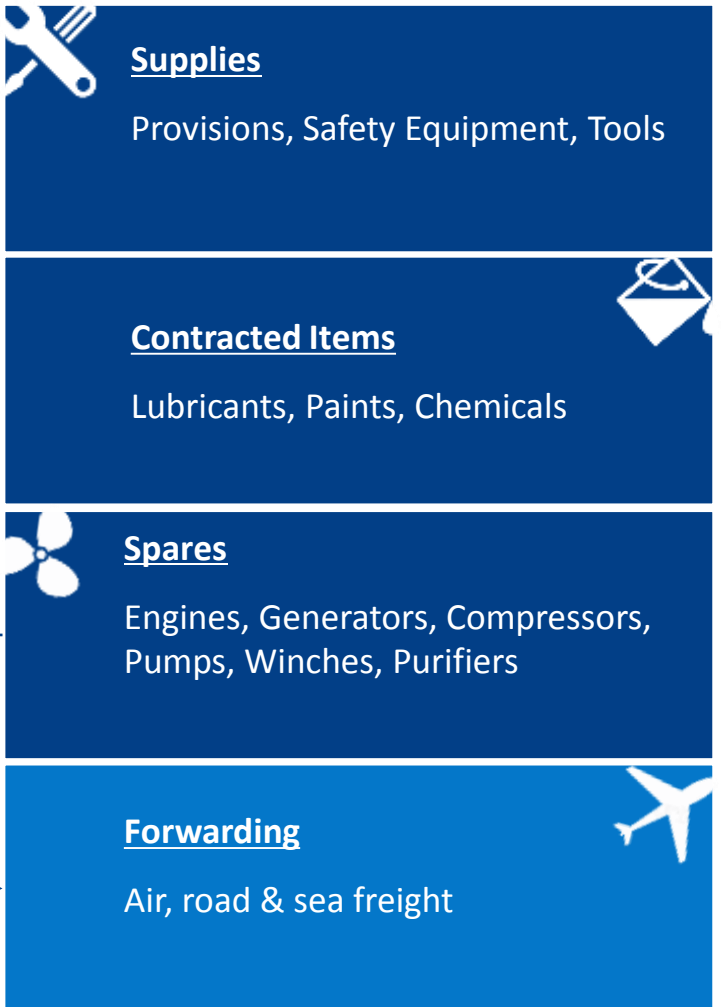 Supplies
Provisions, Safety Equipment, Tools
Contracted Items
Lubricants, Paints, Chemicals
Spares
Engines, Generators, Compressors,
Pumps, Winches, Purifiers
Forwarding
Air, road & sea freight